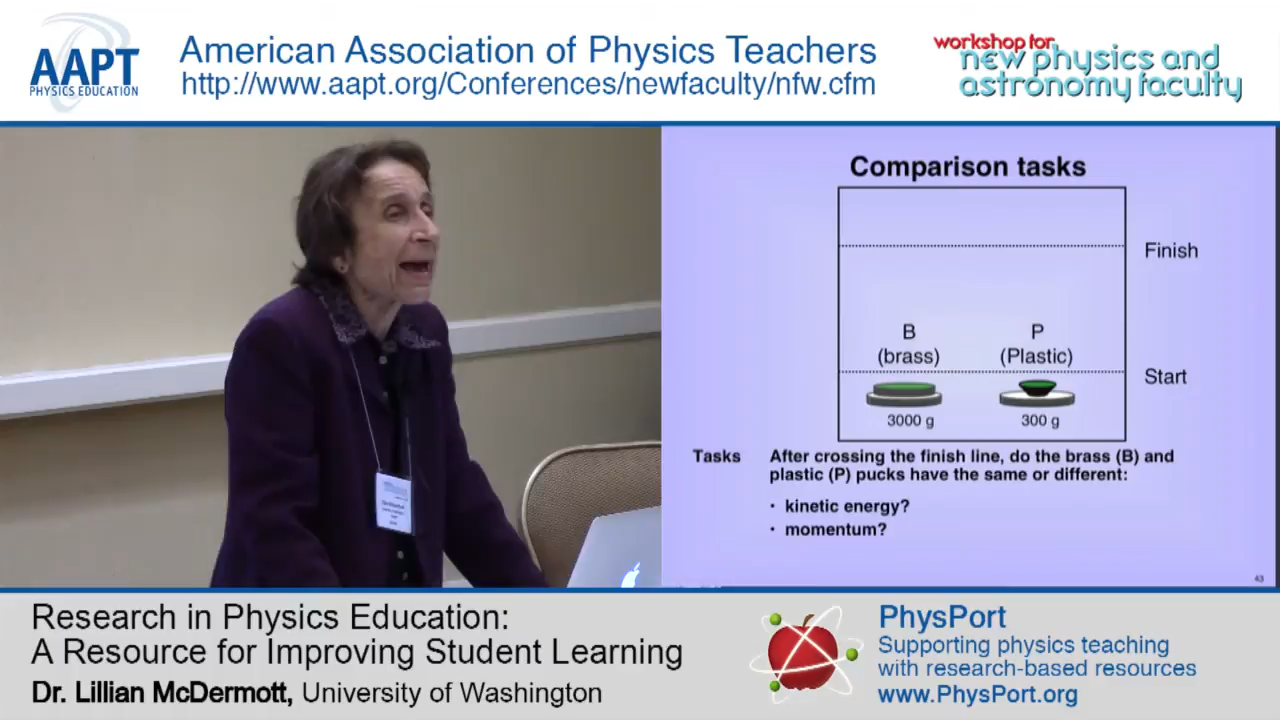 AAPT
PHYSICS EDUCATION
American Association of Physics Teachers
http://www.aapt.org/Conferences/newfaculty/nfw.cfm
workshop for
new physics and
astronomy faculty
Comparison tasks
Finish
B
(brass)
P
(Plastic)
Start
3000 g
300 g
Tasks After crossing the finish line, do the brass (B) and
plastic (P) pucks have the same or different:
· kinetic energy?
· momentum?
43
Research in Physics Education:
A Resource for Improving Student Learning
Dr. Lillian McDermott, University of Washington
PhysPort
Supporting physics teaching
with research-based resources
www.PhysPort.org